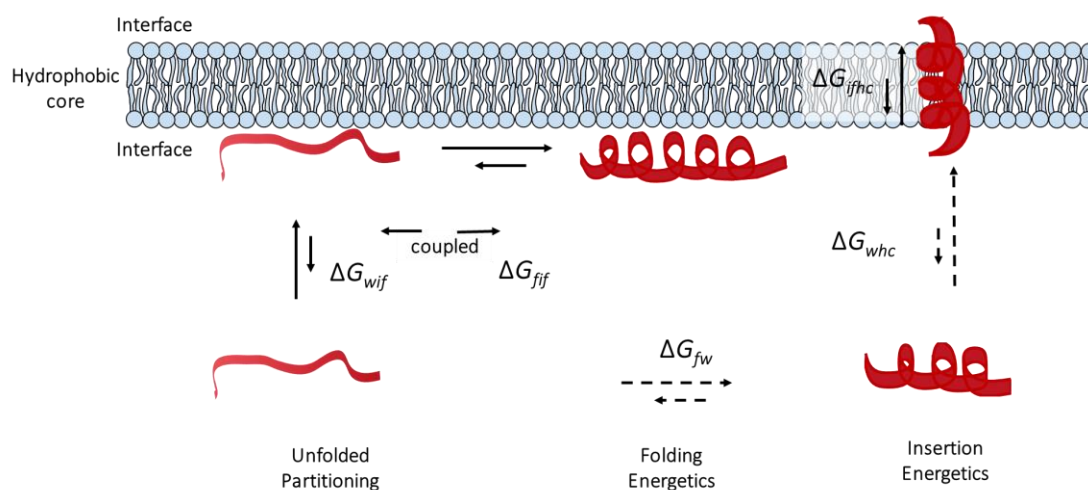 Interface
Hydrophobic
core
ΔG_ifhc
Interface
coupled
ΔG_wif
ΔG_fif
ΔG_whc
ΔG_fw
Unfolded
Partitioning
Folding
Energetics
Insertion
Energetics